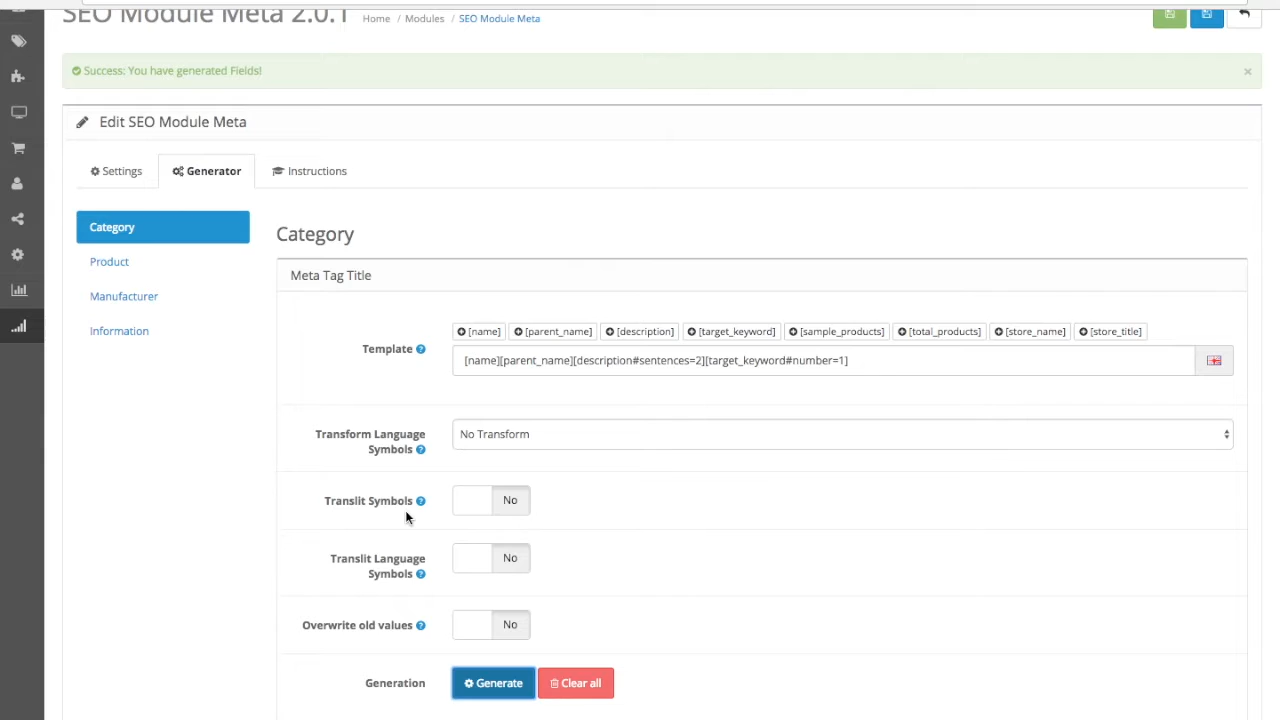 SEO Module Meta 2.0.1
Home / Modules / SEO Module Meta
Success: You have generated Fields!
×
Edit SEO Module Meta
Settings
Generator
Instructions
Category
Product
Manufacturer
Information
Category
Meta Tag Title
[name] [parent_name] [description] [target_keyword] [sample_products] [total_products] [store_name] [store_title]
Template ?
[name][parent_name][description#sentences=2][target_keyword#number=1]
Transform Language
Symbols ?
No Transform
Translit Symbols ?
No
Translit Language
Symbols ?
No
Overwrite old values ?
No
Generation
Generate
Clear all